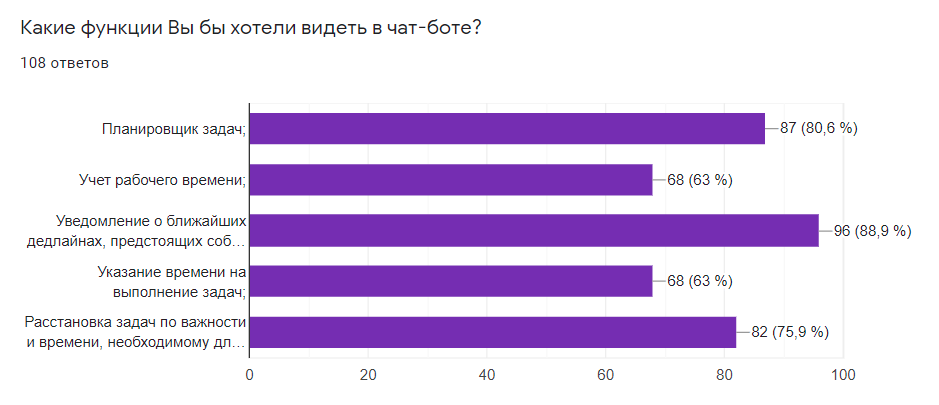 Какие функции Вы бы хотели видеть в чат-боте?
108 ответов
Планировщик задач;
87 (80,6 %)
Учет рабочего времени;
68 (63 %)
Уведомление о ближайших
дедлайнах, предстоящих соб…
96 (88,9 %)
Указание времени на
выполнение задач;
68 (63 %)
Расстановка задач по важности
и времени, необходимому дл…
82 (75,9 %)
0 20 40 60 80 100